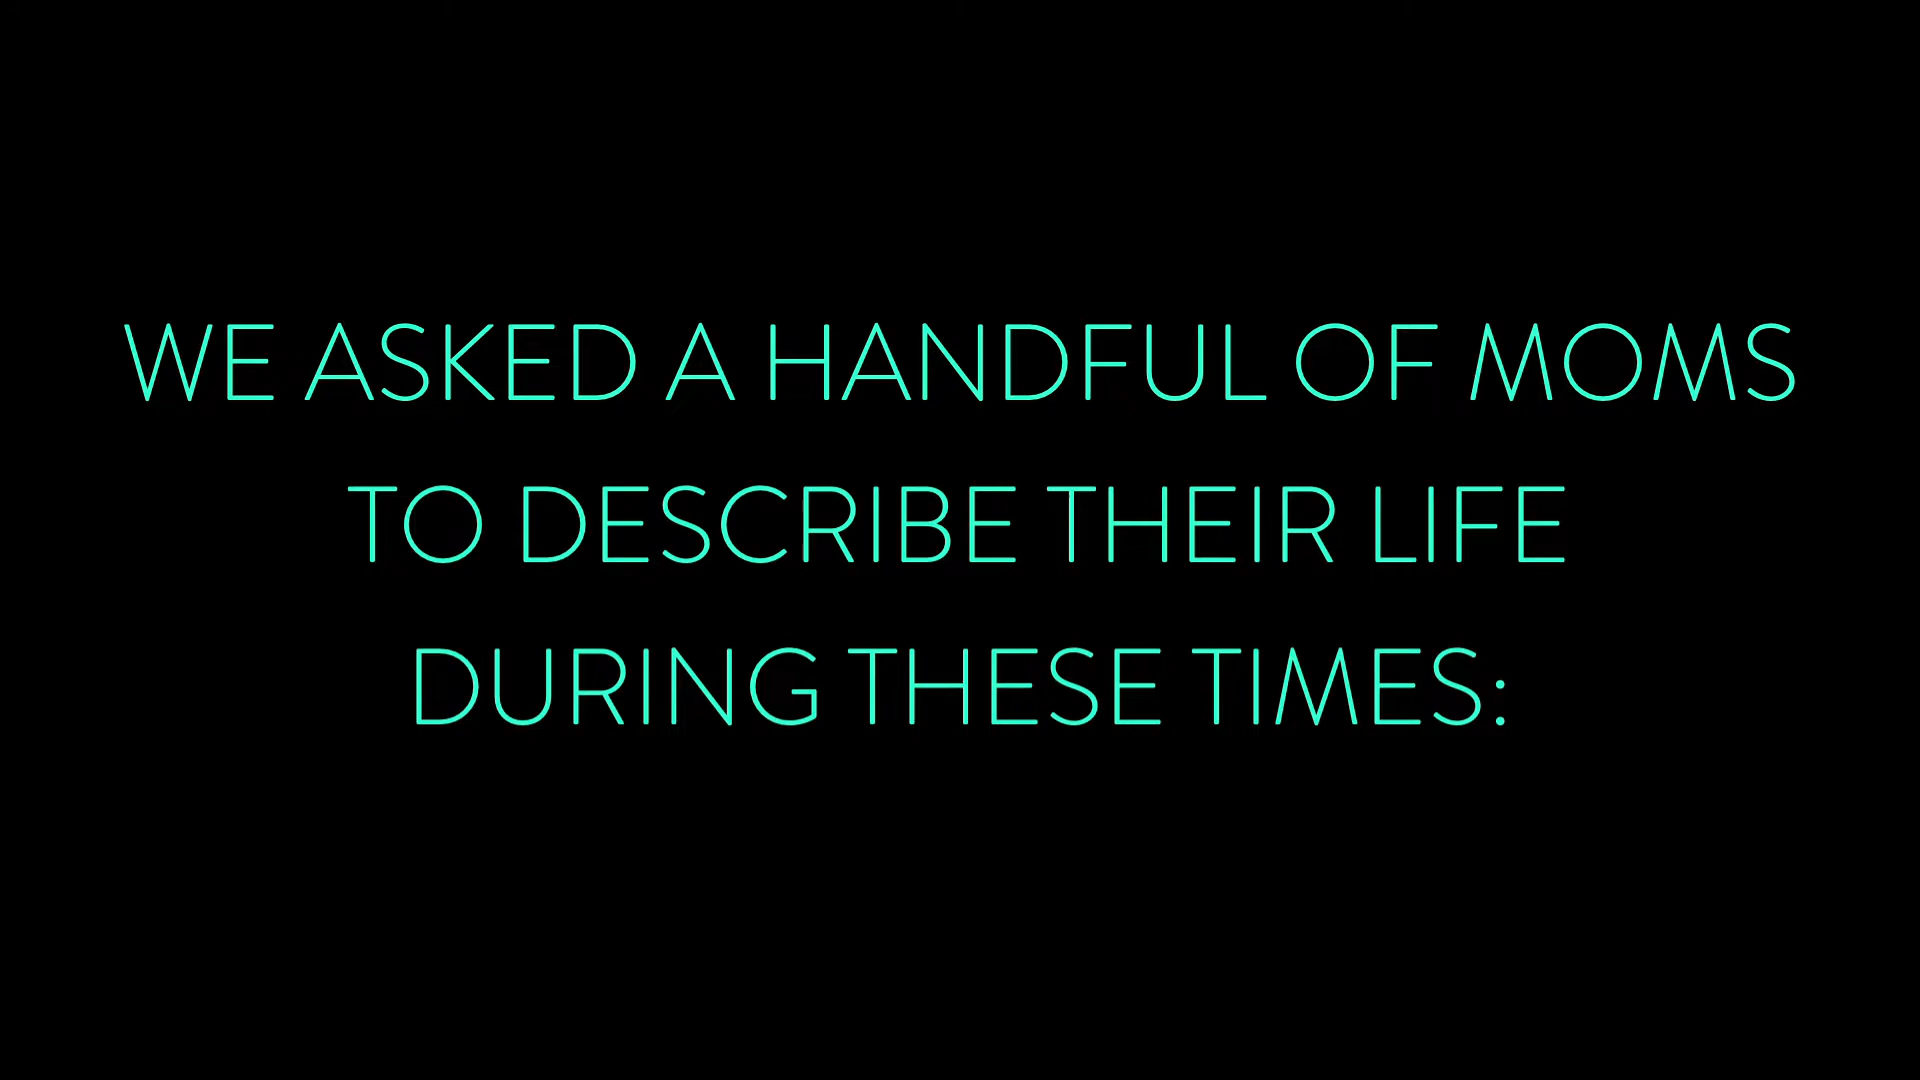 WE ASKED A HANDFUL OF MOMS
TO DESCRIBE THEIR LIFE
DURING THESE TIMES: